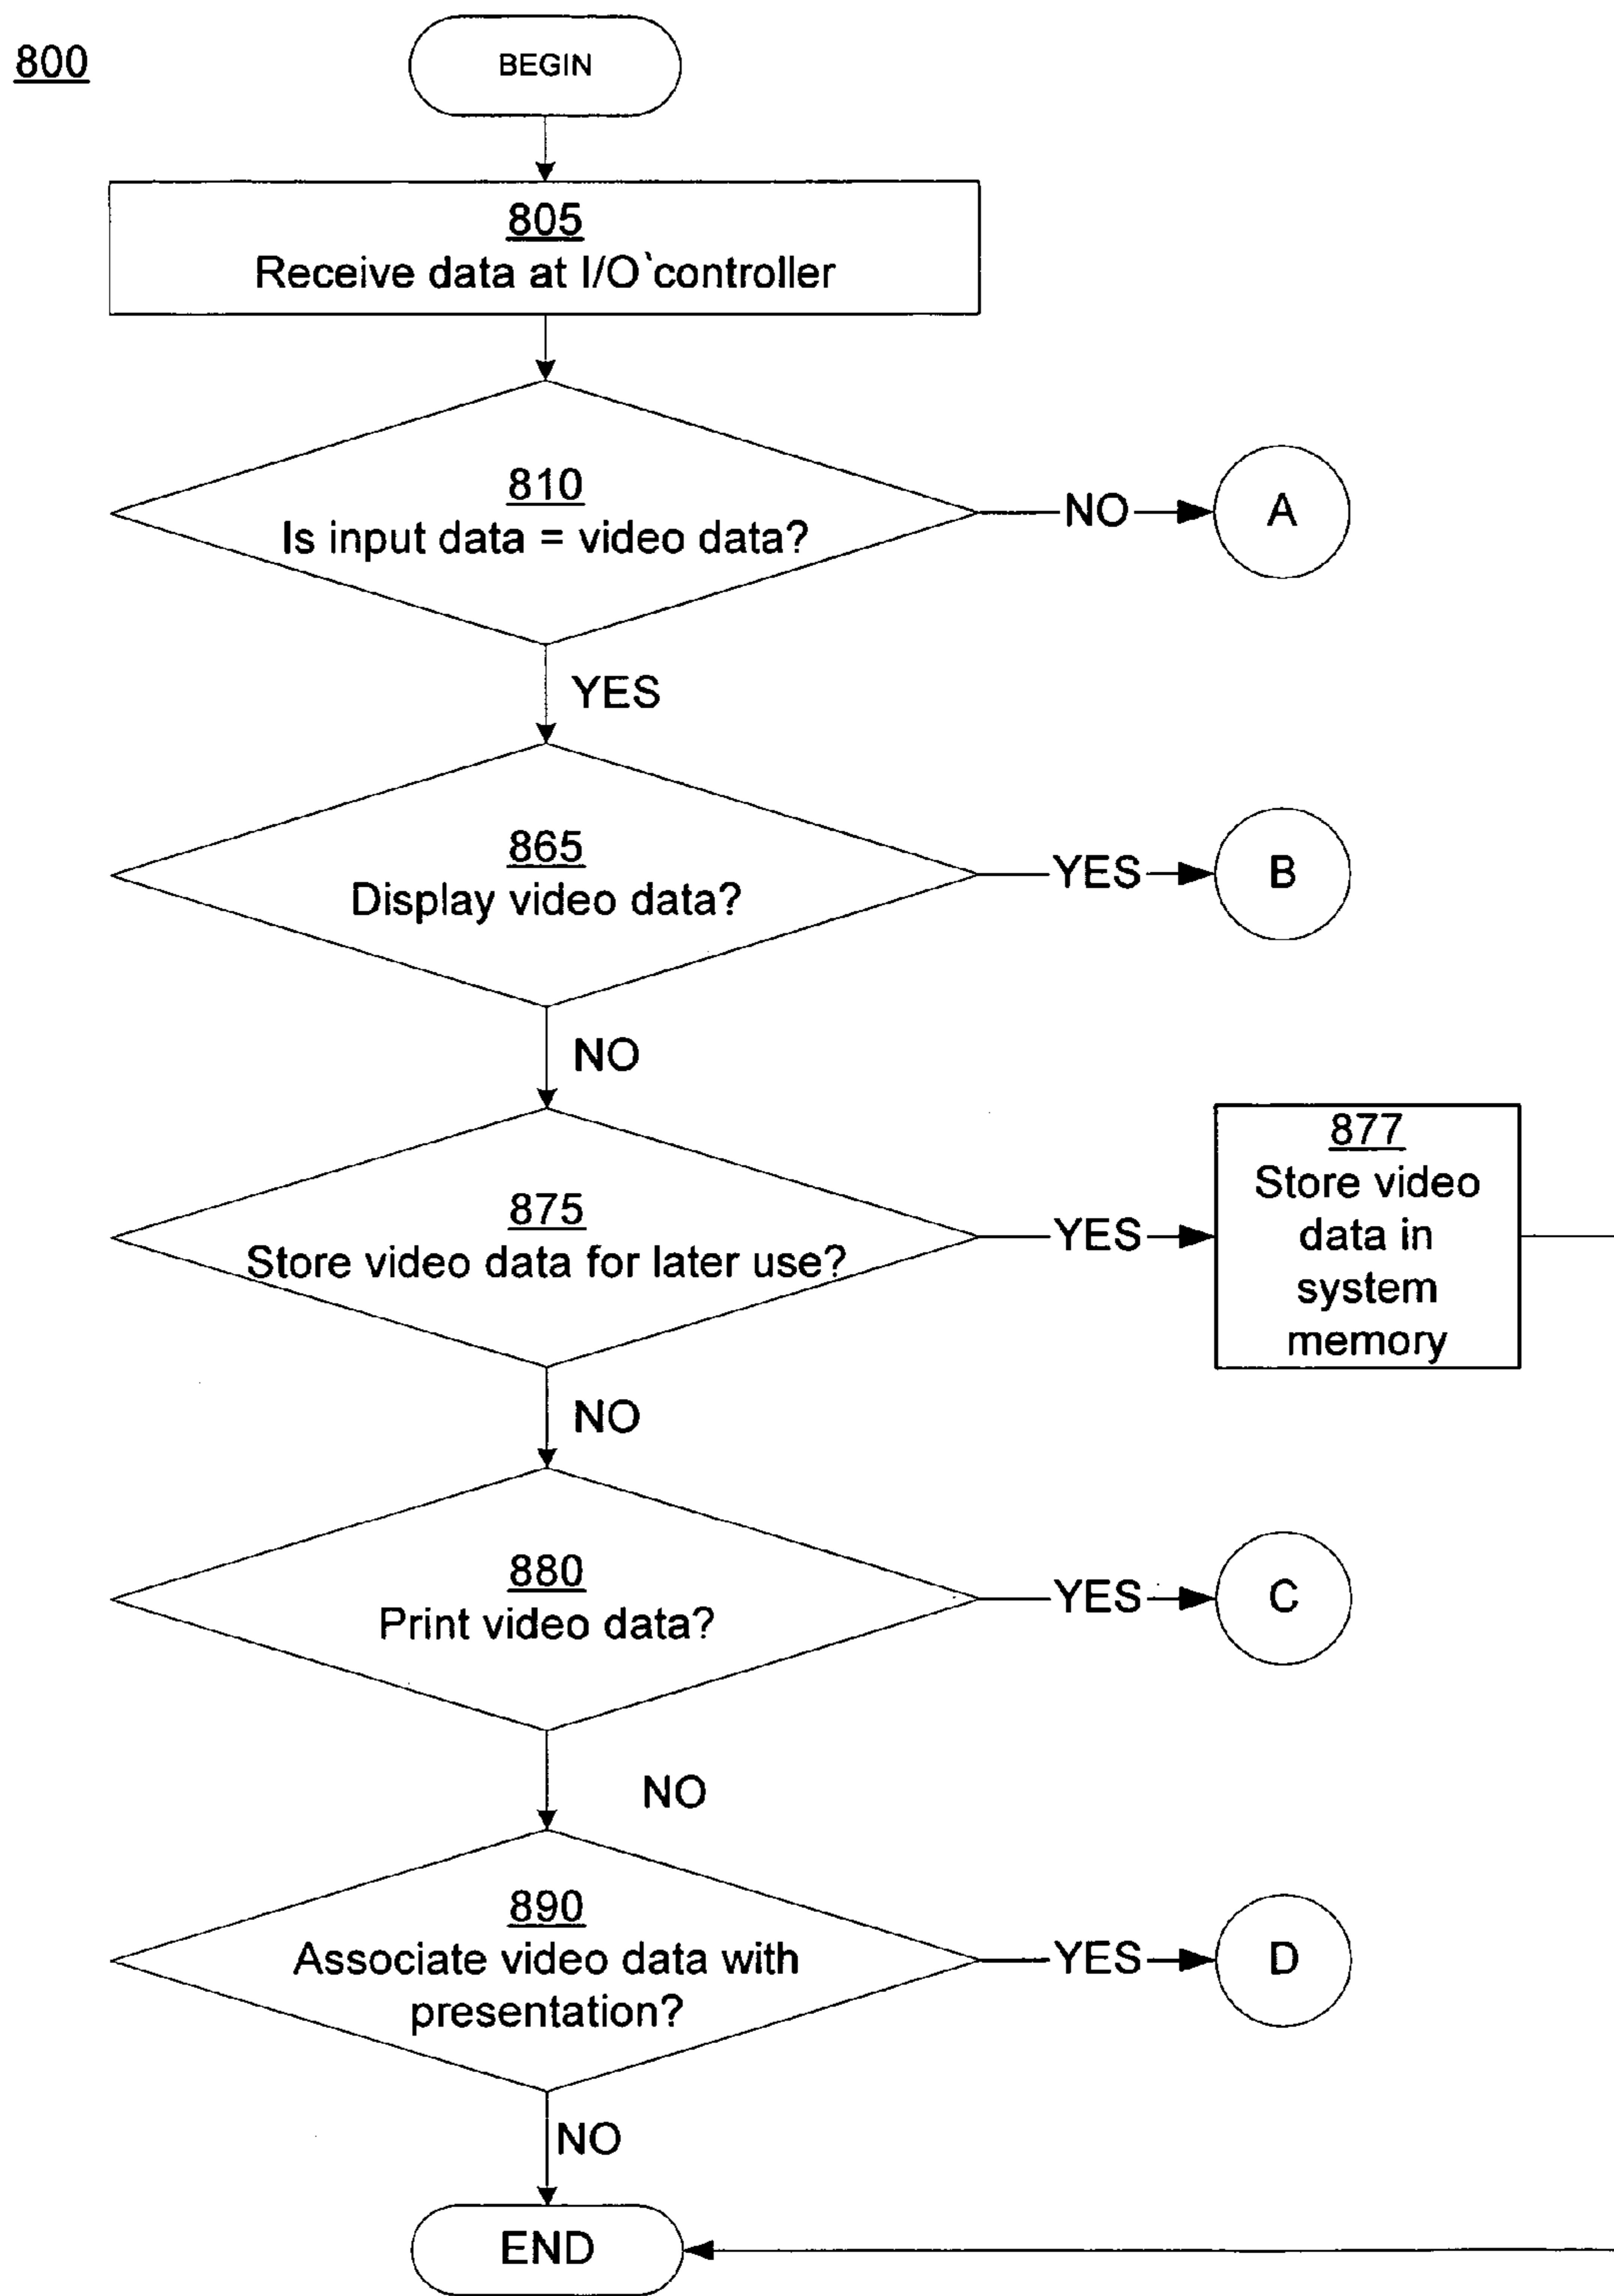 800
BEGIN
805
Receive data at I/O`controller
810
Is input data = video data?
NO
A
YES
865
Display video data?
YES
B
NO
875
Store video data for later use?
YES
877
Store video
data in
system
memory
NO
880
Print video data?
YES
C
NO
890
Associate video data with
presentation?
YES
D
NO
END